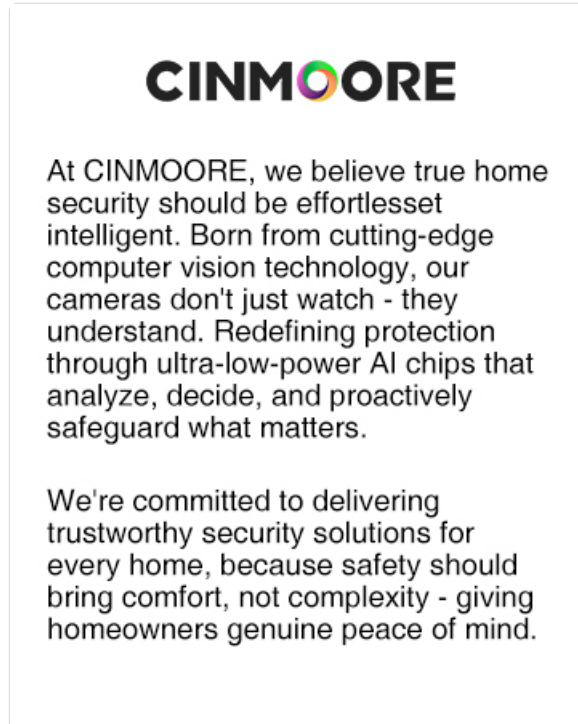 CINMOORE
At CINMOORE, we believe true home
security should be effortlesset
intelligent. Born from cutting-edge
computer vision technology, our
cameras don't just watch - they
understand. Redefining protection
through ultra-low-power AI chips that
analyze, decide, and proactively
safeguard what matters.
We're committed to delivering
trustworthy security solutions for
every home, because safety should
bring comfort, not complexity - giving
homeowners genuine peace of mind.